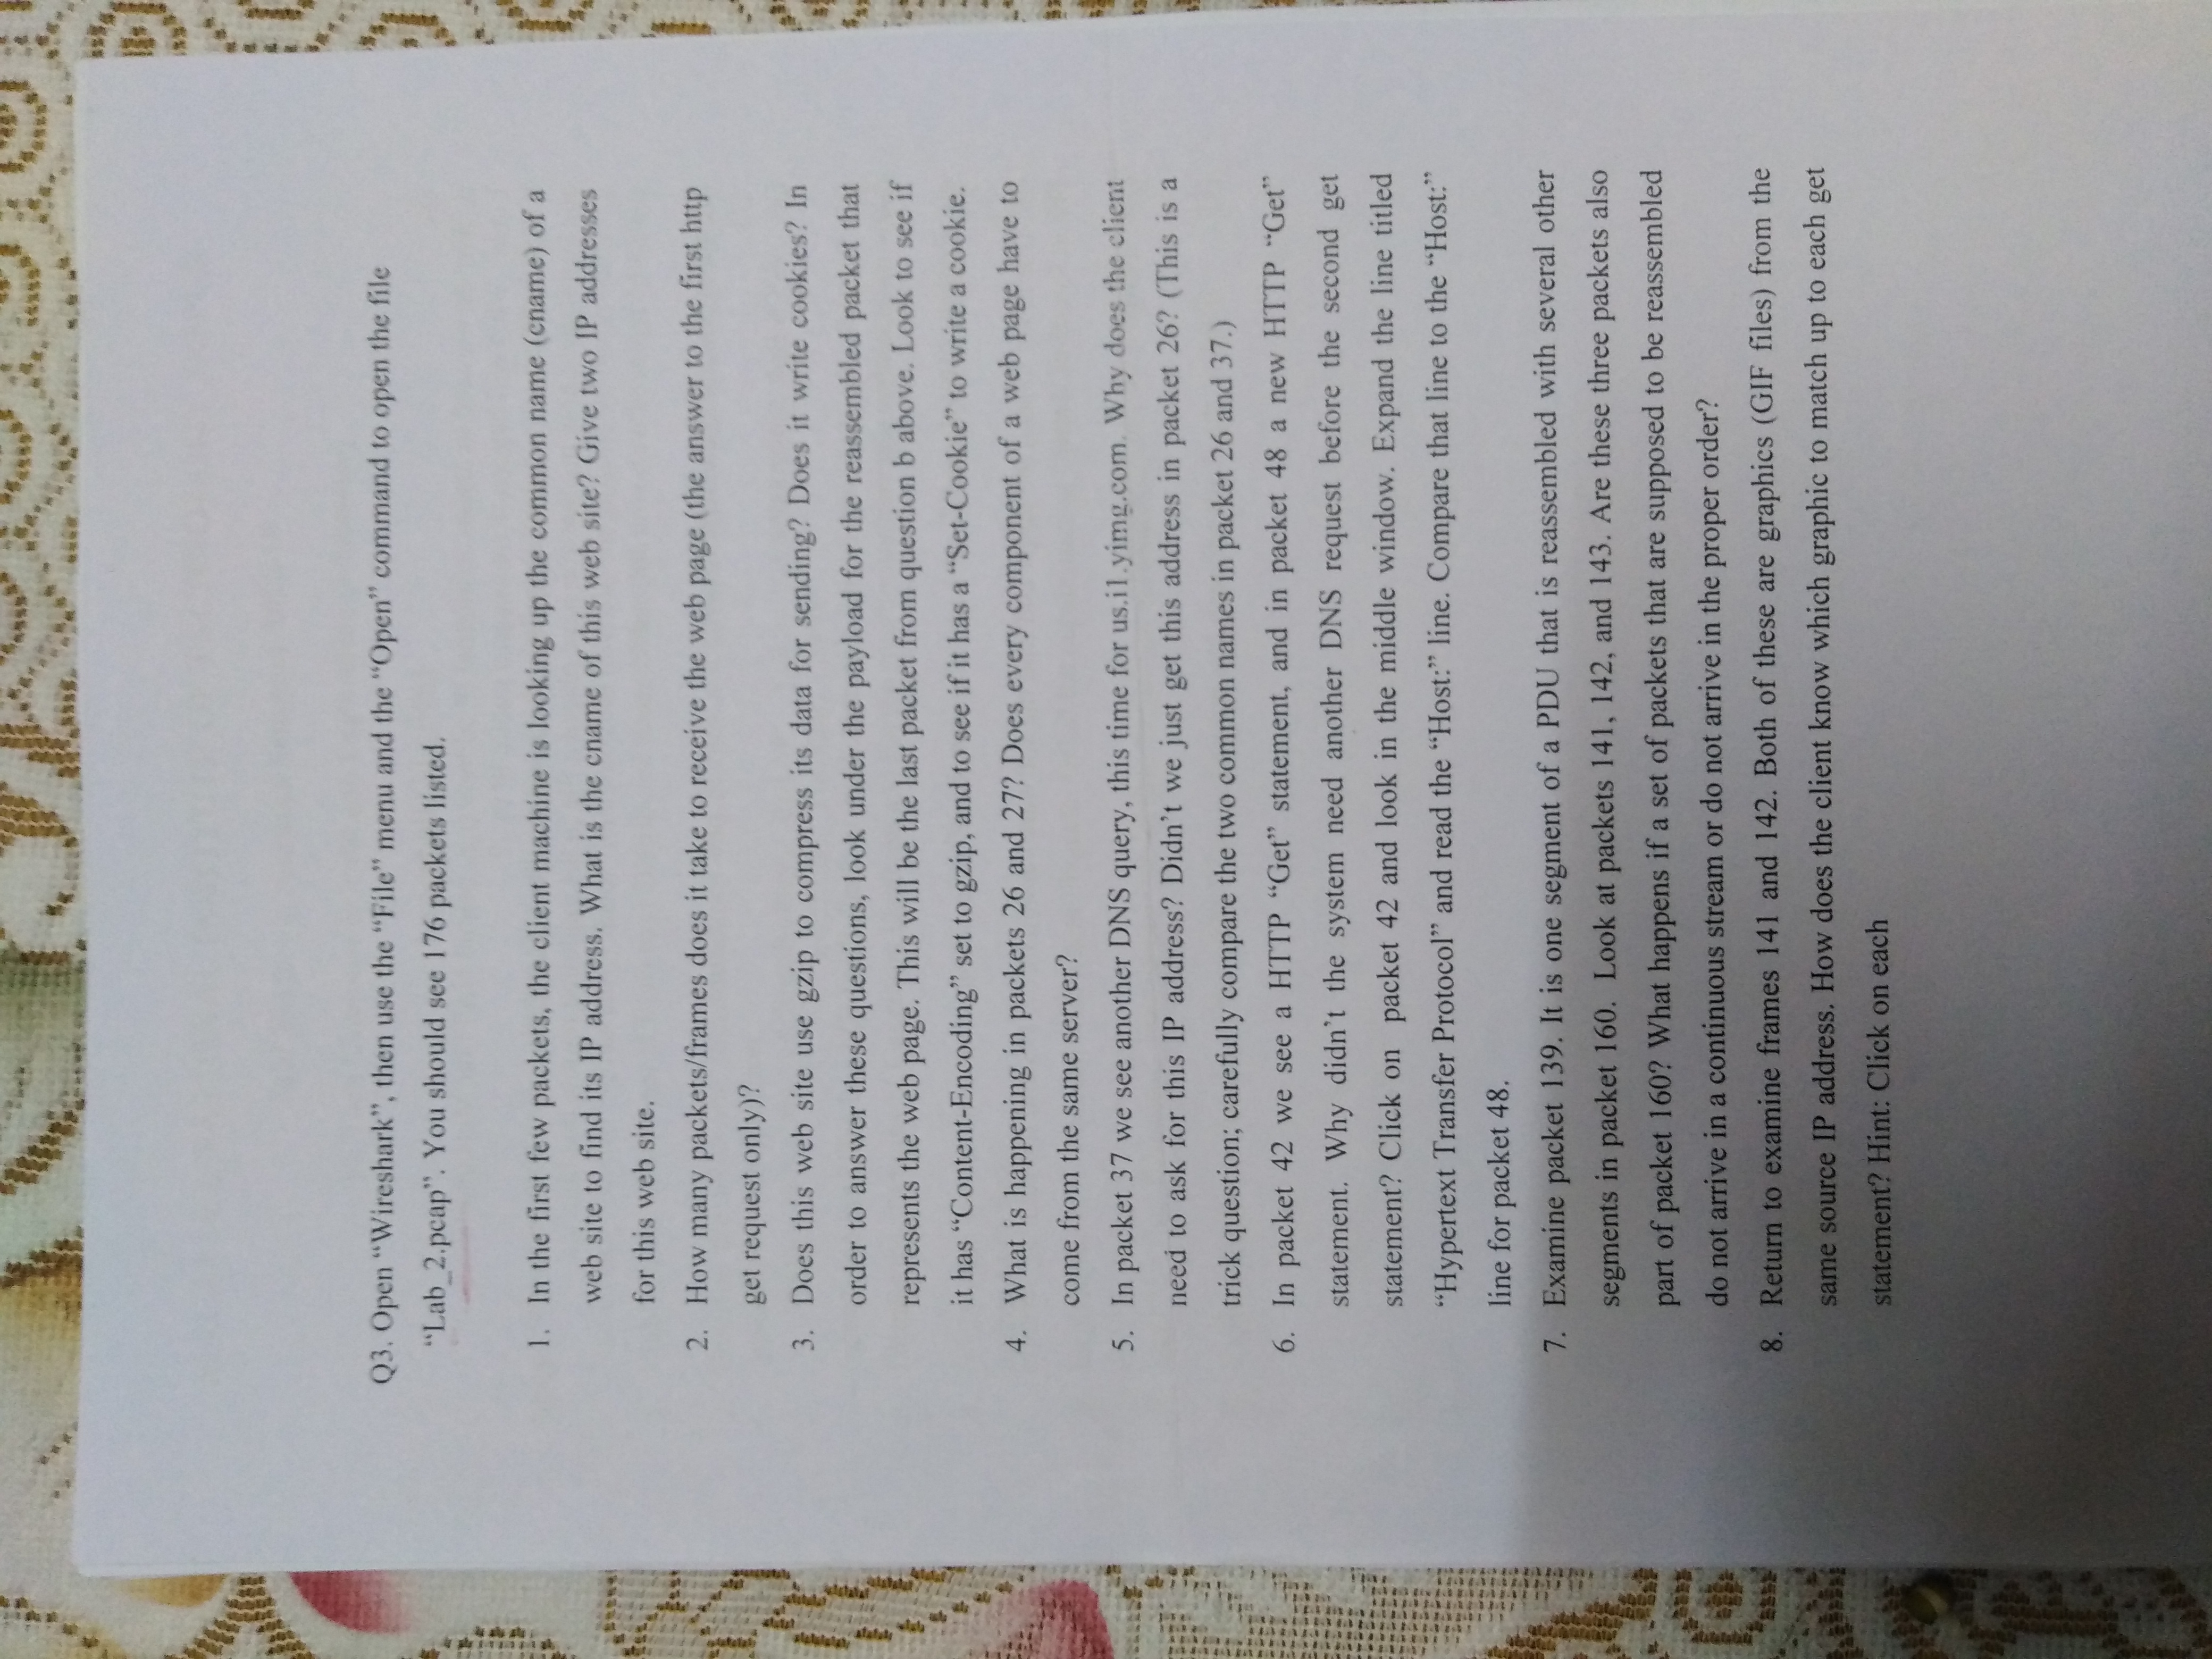 Q3. Open “Wireshark”, then use the “File” menu and the “Open” command to open the file
“Lab_2.pcap”. You should see 176 packets listed.
1. In the first few packets, the client machine is looking up the common name (cname) of a
web site to find its IP address. What is the cname of this web site? Give two IP addresses
for this web site.
2. How many packets/frames does it take to receive the web page (the answer to the first http
get request only)?
3. Does this web site use gzip to compress its data for sending? Does it write cookies? In
order to answer these questions, look under the payload for the reassembled packet that
represents the web page. This will be the last packet from question b above. Look to see if
it has “Content-Encoding” set to gzip, and to see if it has a “Set-Cookie” to write a cookie.
4. What is happening in packets 26 and 27? Does every component of a web page have to
come from the same server?
5. In packet 37 we see another DNS query, this time for us.i1.yimg.com. Why does the client
need to ask for this IP address? Didn’t we just get this address in packet 26? (This is a
trick question; carefully compare the two common names in packet 26 and 37.)
6. In packet 42 we see a HTTP “Get” statement, and in packet 48 a new HTTP “Get”
statement. Why didn’t the system need another DNS request before the second get
statement? Click on packet 42 and look in the middle window. Expand the line titled
“Hypertext Transfer Protocol” and read the “Host:” line. Compare that line to the “Host:”
line for packet 48.
7. Examine packet 139. It is one segment of a PDU that is reassembled with several other
segments in packet 160. Look at packets 141, 142, and 143. Are these three packets also
part of packet 160? What happens if a set of packets that are supposed to be reassembled
do not arrive in a continuous stream or do not arrive in the proper order?
8. Return to examine frames 141 and 142. Both of these are graphics (GIF files) from the
same source IP address. How does the client know which graphic to match up to each get
statement? Hint: Click on each